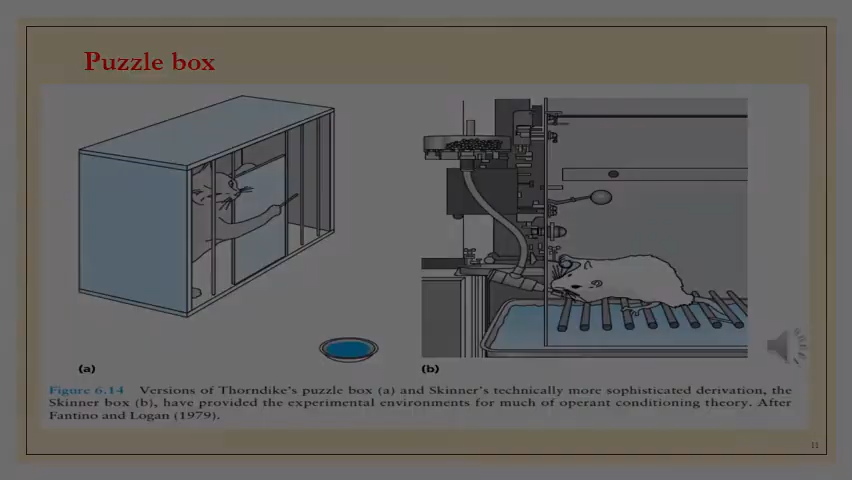 Puzzle box
(a)
(b)
Figure 6.14 Versions of Thorndike's puzzle box (a) and Skinner's technically more sophisticated derivation, the
Skinner box (b), have provided the experimental environments for much of operant conditioning theory. After
Fantino and Logan (1979).
11